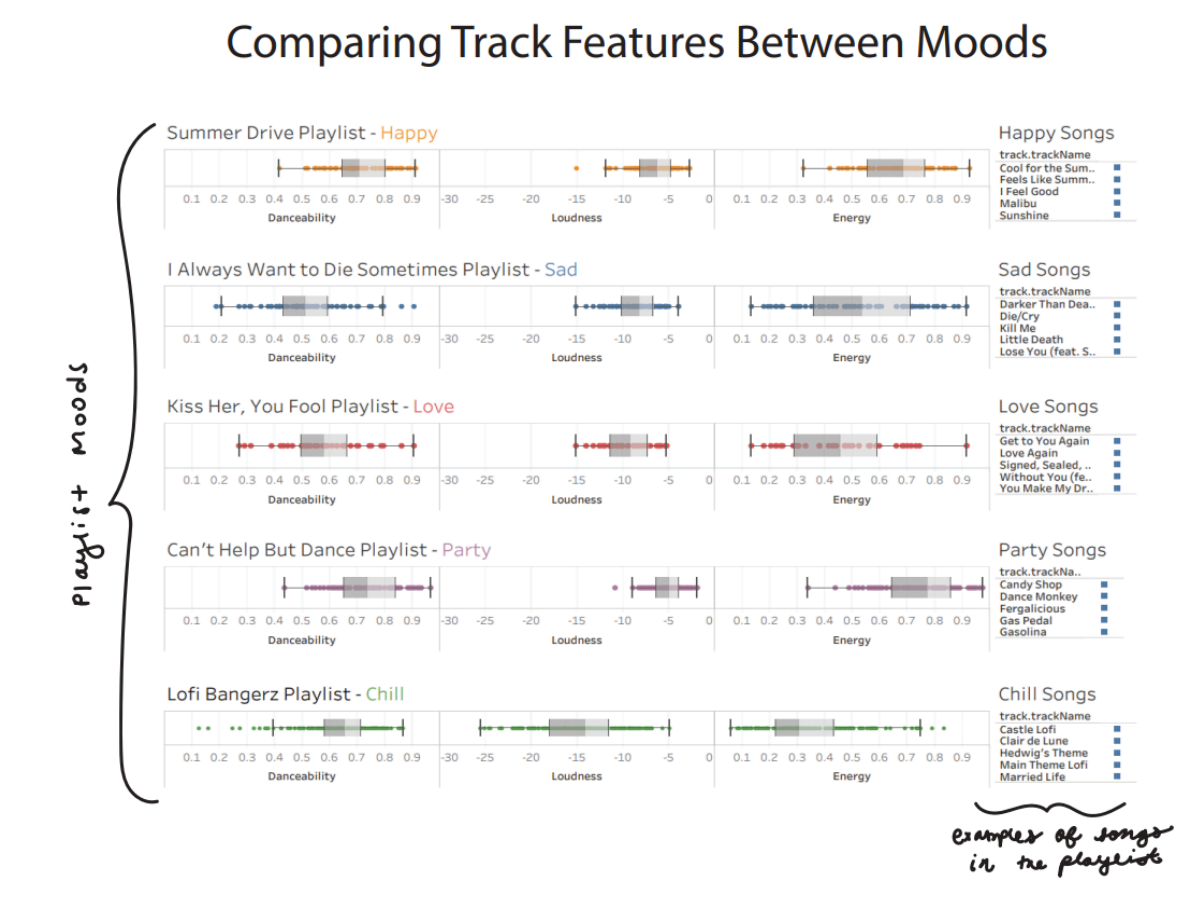 Comparing Track Features Between Moods
Playlist Moods
Summer Drive Playlist - Happy
0.1 0.2 0.3 0.4 0.5 0.6 0.7 0.8 0.9 -30 -25 -20 -15 -10 -5 0 0.1 0.2 0.3 0.4 0.5 0.6 0.7 0.8 0.9
Danceability Loudness Energy
Happy Songs
track.trackName
Cool for the Sum..
Feels Like Summ..
I Feel Good
Malibu
Sunshine
I Always Want to Die Sometimes Playlist - Sad
0.1 0.2 0.3 0.4 0.5 0.6 0.7 0.8 0.9 -30 -25 -20 -15 -10 -5 0 0.1 0.2 0.3 0.4 0.5 0.6 0.7 0.8 0.9
Danceability Loudness Energy
Sad Songs
track.trackName
Darker Than Dea..
Die/Cry
Kill Me
Little Death
Lose You (feat. S..
Kiss Her, You Fool Playlist - Love
0.1 0.2 0.3 0.4 0.5 0.6 0.7 0.8 0.9 -30 -25 -20 -15 -10 -5 0 0.1 0.2 0.3 0.4 0.5 0.6 0.7 0.8 0.9
Danceability Loudness Energy
Love Songs
track.trackName
Get to You Again
Love Again
Signed, Sealed, ..
Without You (fe..
You Make My Dr..
Can't Help But Dance Playlist - Party
0.1 0.2 0.3 0.4 0.5 0.6 0.7 0.8 0.9 -30 -25 -20 -15 -10 -5 0 0.1 0.2 0.3 0.4 0.5 0.6 0.7 0.8 0.9
Danceability Loudness Energy
Party Songs
track.trackNa..
Candy Shop
Dance Monkey
Fergalicious
Gas Pedal
Gasolina
Lofi Bangerz Playlist - Chill
0.1 0.2 0.3 0.4 0.5 0.6 0.7 0.8 0.9 -30 -25 -20 -15 -10 -5 0 0.1 0.2 0.3 0.4 0.5 0.6 0.7 0.8 0.9
Danceability Loudness Energy
Chill Songs
track.trackName
Castle Lofi
Clair de Lune
Hedwig's Theme
Main Theme Lofi
Married Life
examples of songs
in the playlist